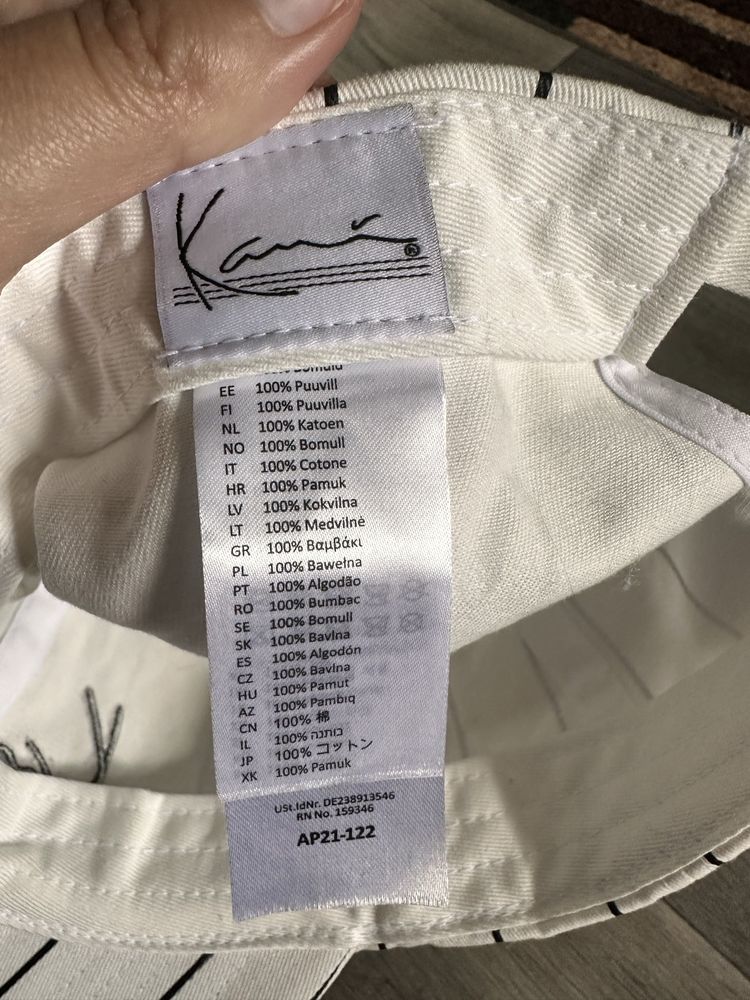 Kani ®
EE 100% Puuvill
FI 100% Puuvilla
NL 100% Katoen
NO 100% Bomull
IT 100% Cotone
HR 100% Pamuk
LV 100% Kokvilna
LT 100% Medvilnė
GR 100% Βαμβάκι
PL 100% Bawełna
PT 100% Algodão
RO 100% Bumbac
SE 100% Bomull
SK 100% Bavlna
ES 100% Algodón
CZ 100% Bavlna
HU 100% Pamut
AZ 100% Pambıq
CN 100% 棉
IL 100% כותנה
JP 100% コットン
XK 100% Pamuk
USt.IdNr. DE238913546
RN No. 159346
AP21-122